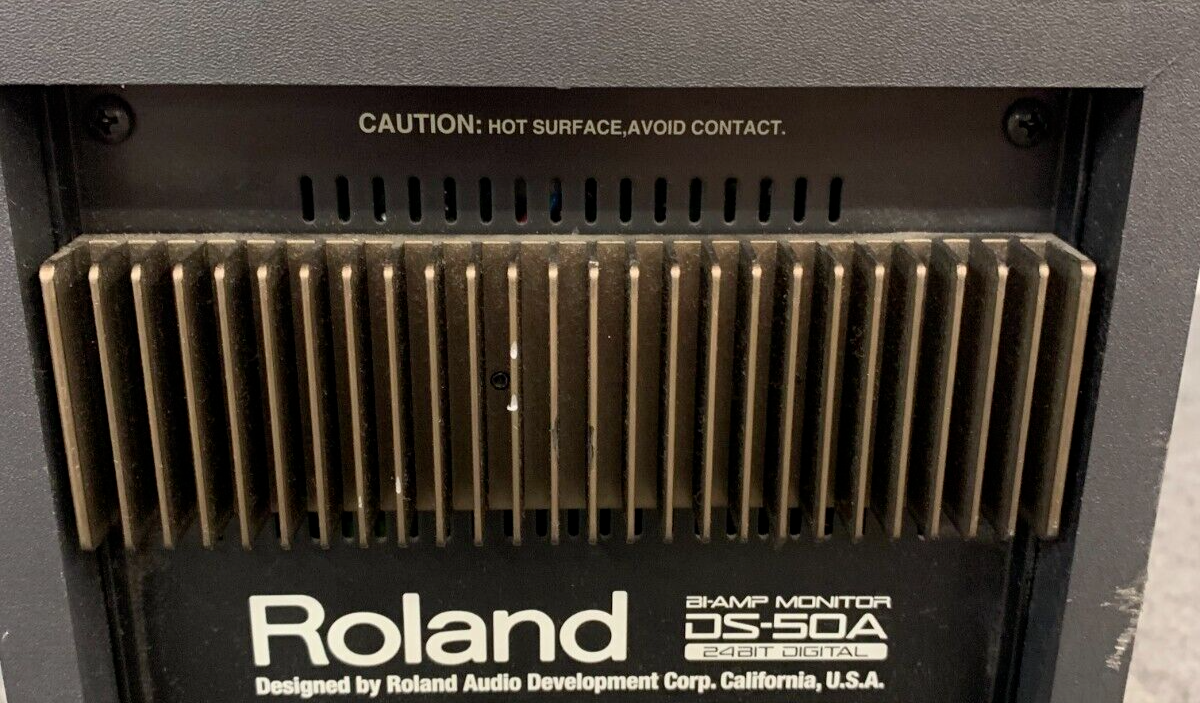 CAUTION: HOT SURFACE,AVOID CONTACT.
Roland
BI-AMP MONITOR
DS-50A
24BIT DIGITAL
Designed by Roland Audio Development Corp. California, U.S.A.